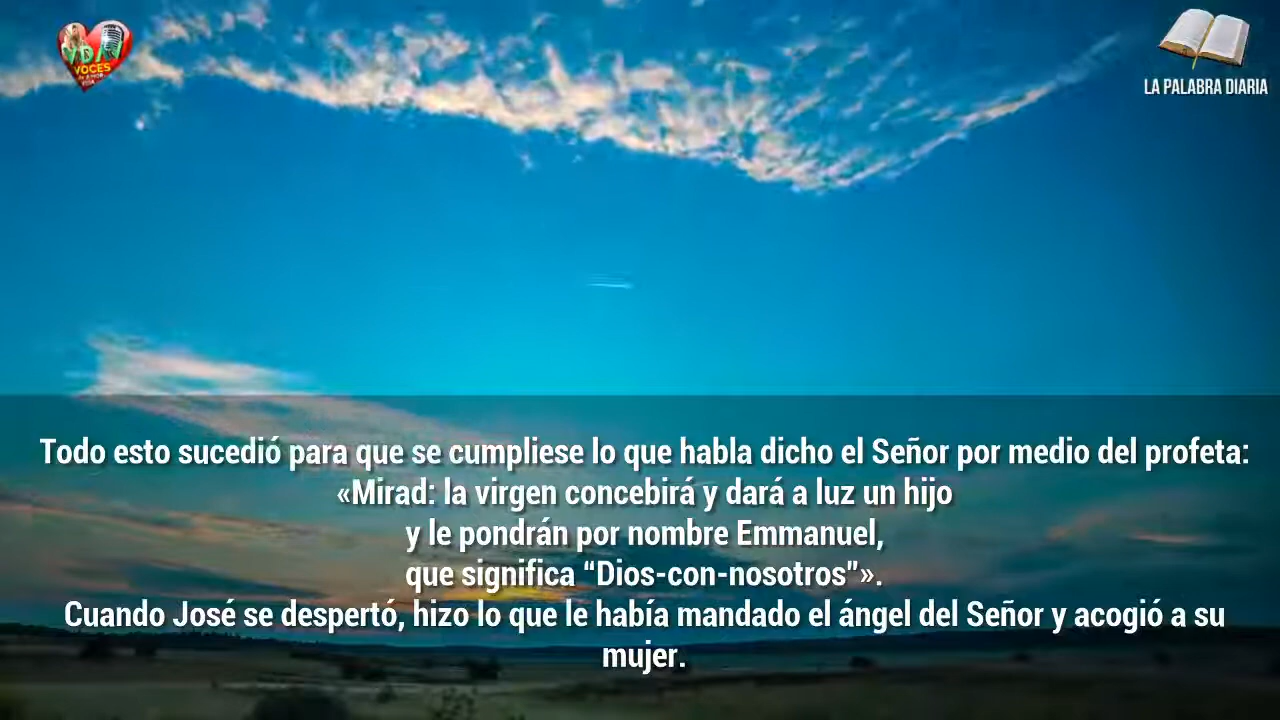 VDA
VOCES
LA PALABRA DIARIA
Todo esto sucedió para que se cumpliese lo que habla dicho el Señor por medio del profeta:
«Mirad: la virgen concebirá y dará a luz un hijo
y le pondrán por nombre Emmanuel,
que significa “Dios-con-nosotros”».
Cuando José se despertó, hizo lo que le había mandado el ángel del Señor y acogió a su
mujer.